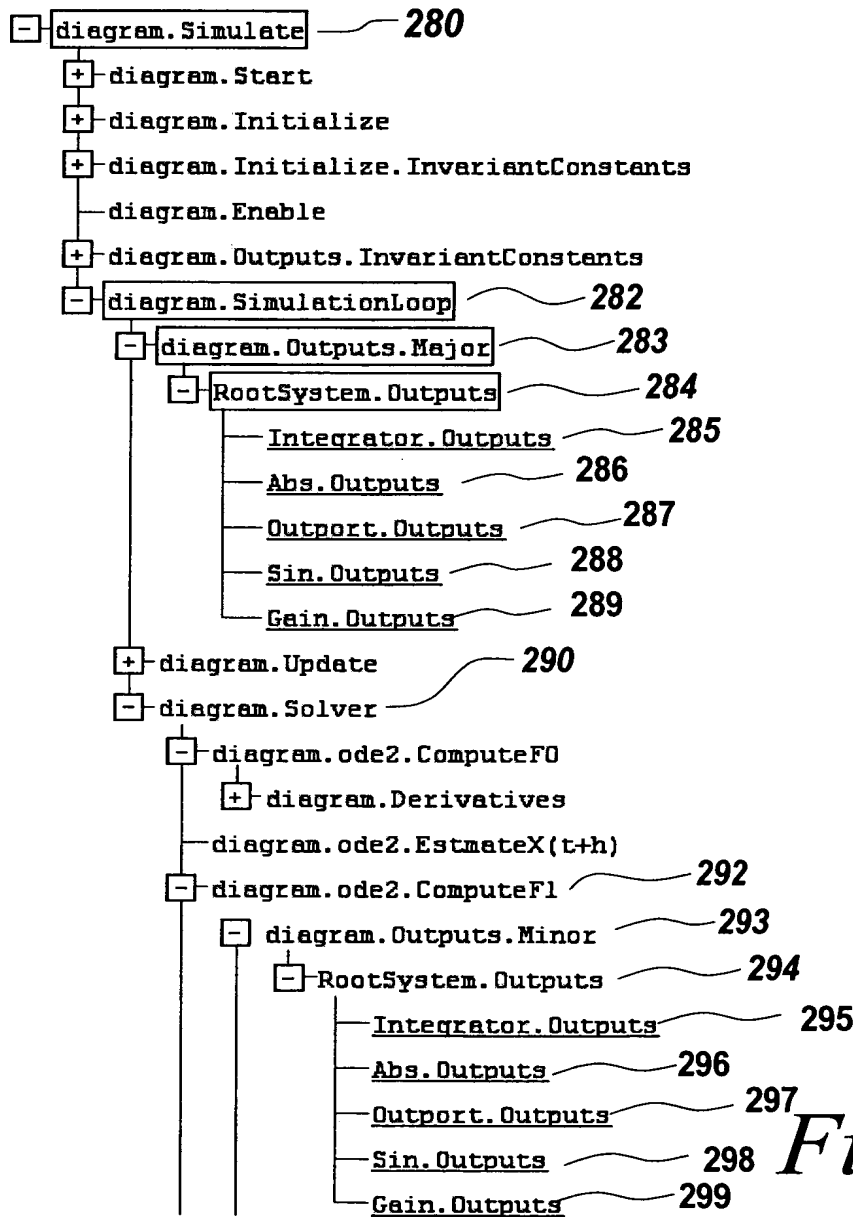 diagram.Simulate 280
diagram.Start
diagram.Initialize
diagram.Initialize.InvariantConstants
diagram.Enable
diagram.Outputs.InvariantConstants
diagram.SimulationLoop 282
diagram.Outputs.Major 283
RootSystem.Outputs 284
Integrator.Outputs 285
Abs.Outputs 286
Outport.Outputs 287
Sin.Outputs 288
Gain.Outputs 289
diagram.Update
diagram.Solver 290
diagram.ode2.ComputeF0
diagram.Derivatives
diagram.ode2.EstmateX(t+h)
diagram.ode2.ComputeF1 292
diagram.Outputs.Minor 293
RootSystem.Outputs 294
Integrator.Outputs 295
Abs.Outputs 296
Outport.Outputs 297
Sin.Outputs 298
Gain.Outputs 299